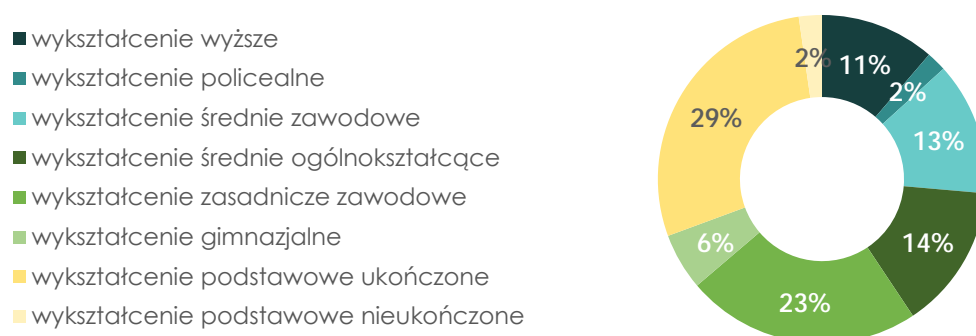 wykształcenie wyższe
wykształcenie policealne
wykształcenie średnie zawodowe
wykształcenie średnie ogólnokształcące
wykształcenie zasadnicze zawodowe
wykształcenie gimnazjalne
wykształcenie podstawowe ukończone
wykształcenie podstawowe nieukończone
11%
2%
13%
14%
23%
6%
29%
2%